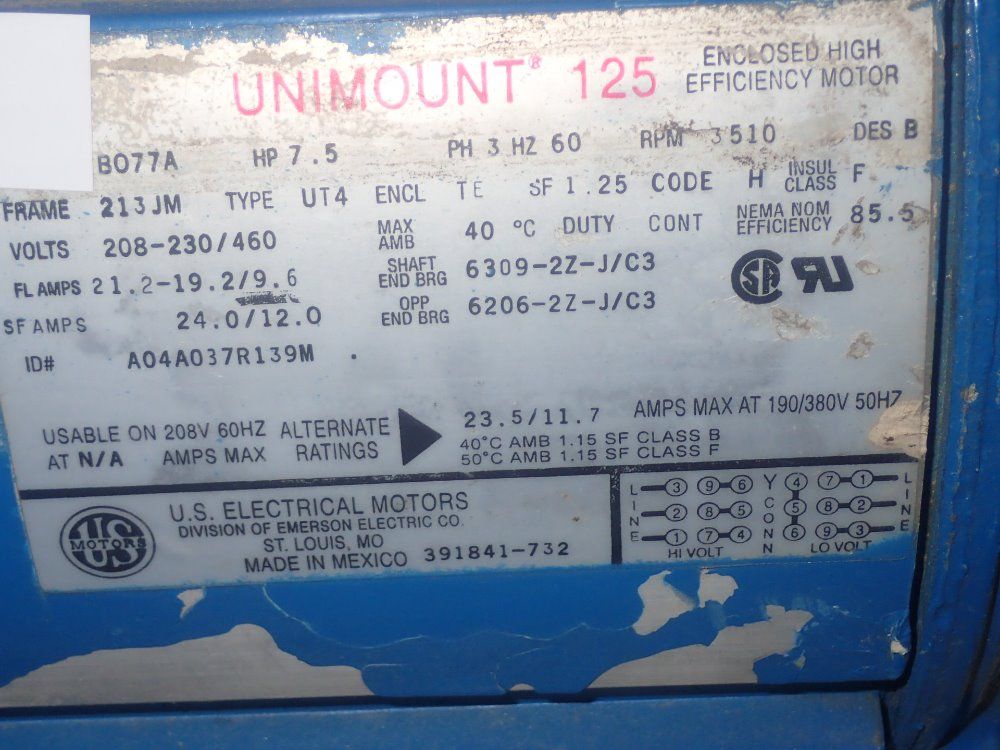 UNIMOUNT® 125 ENCLOSED HIGH EFFICIENCY MOTOR
B077A HP 7.5 PH 3 HZ 60 RPM 3510 DES B
FRAME 213JM TYPE UT4 ENCL TE SF 1.25 CODE H INSUL CLASS F
VOLTS 208-230/460 MAX AMB 40 °C DUTY CONT NEMA NOM EFFICIENCY 85.5
FL AMPS 21.2-19.2/9.6 SHAFT END BRG 6309-2Z-J/C3
SF AMPS 24.0/12.0 OPP END BRG 6206-2Z-J/C3
SA RU
ID# A04A037R139M .
USABLE ON 208V 60HZ
AT N/A AMPS MAX
ALTERNATE
RATINGS
23.5/11.7 AMPS MAX AT 190/380V 50HZ
40°C AMB 1.15 SF CLASS B
50°C AMB 1.15 SF CLASS F
US MOTORS
U.S. ELECTRICAL MOTORS
DIVISION OF EMERSON ELECTRIC CO.
ST. LOUIS, MO
MADE IN MEXICO 391841-732
LINE
3 9 6
2 8 5
1 7 4
HI VOLT
Y CONN
4 7 1
5 8 2
6 9 3
LO VOLT
LINE